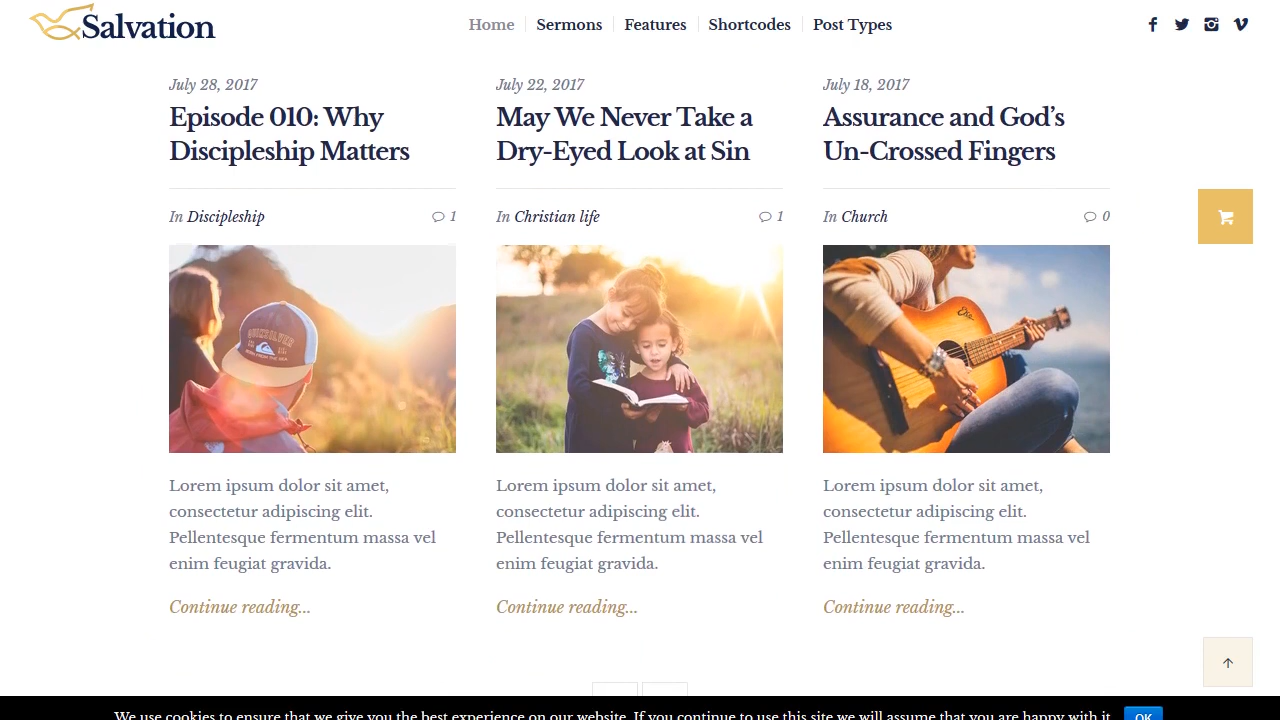 Salvation
Home
Sermons
Features
Shortcodes
Post Types
July 28, 2017
Episode 010: Why
Discipleship Matters
In Discipleship
1
Lorem ipsum dolor sit amet,
consectetur adipiscing elit.
Pellentesque fermentum massa vel
enim feugiat gravida.
Continue reading...
July 22, 2017
May We Never Take a
Dry-Eyed Look at Sin
In Christian life
1
Lorem ipsum dolor sit amet,
consectetur adipiscing elit.
Pellentesque fermentum massa vel
enim feugiat gravida.
Continue reading...
July 18, 2017
Assurance and God’s
Un-Crossed Fingers
In Church
0
Lorem ipsum dolor sit amet,
consectetur adipiscing elit.
Pellentesque fermentum massa vel
enim feugiat gravida.
Continue reading...
We use cookies to ensure that we give you the best experience on our website. If you continue to use this site we will assume that you are happy with it.
OK